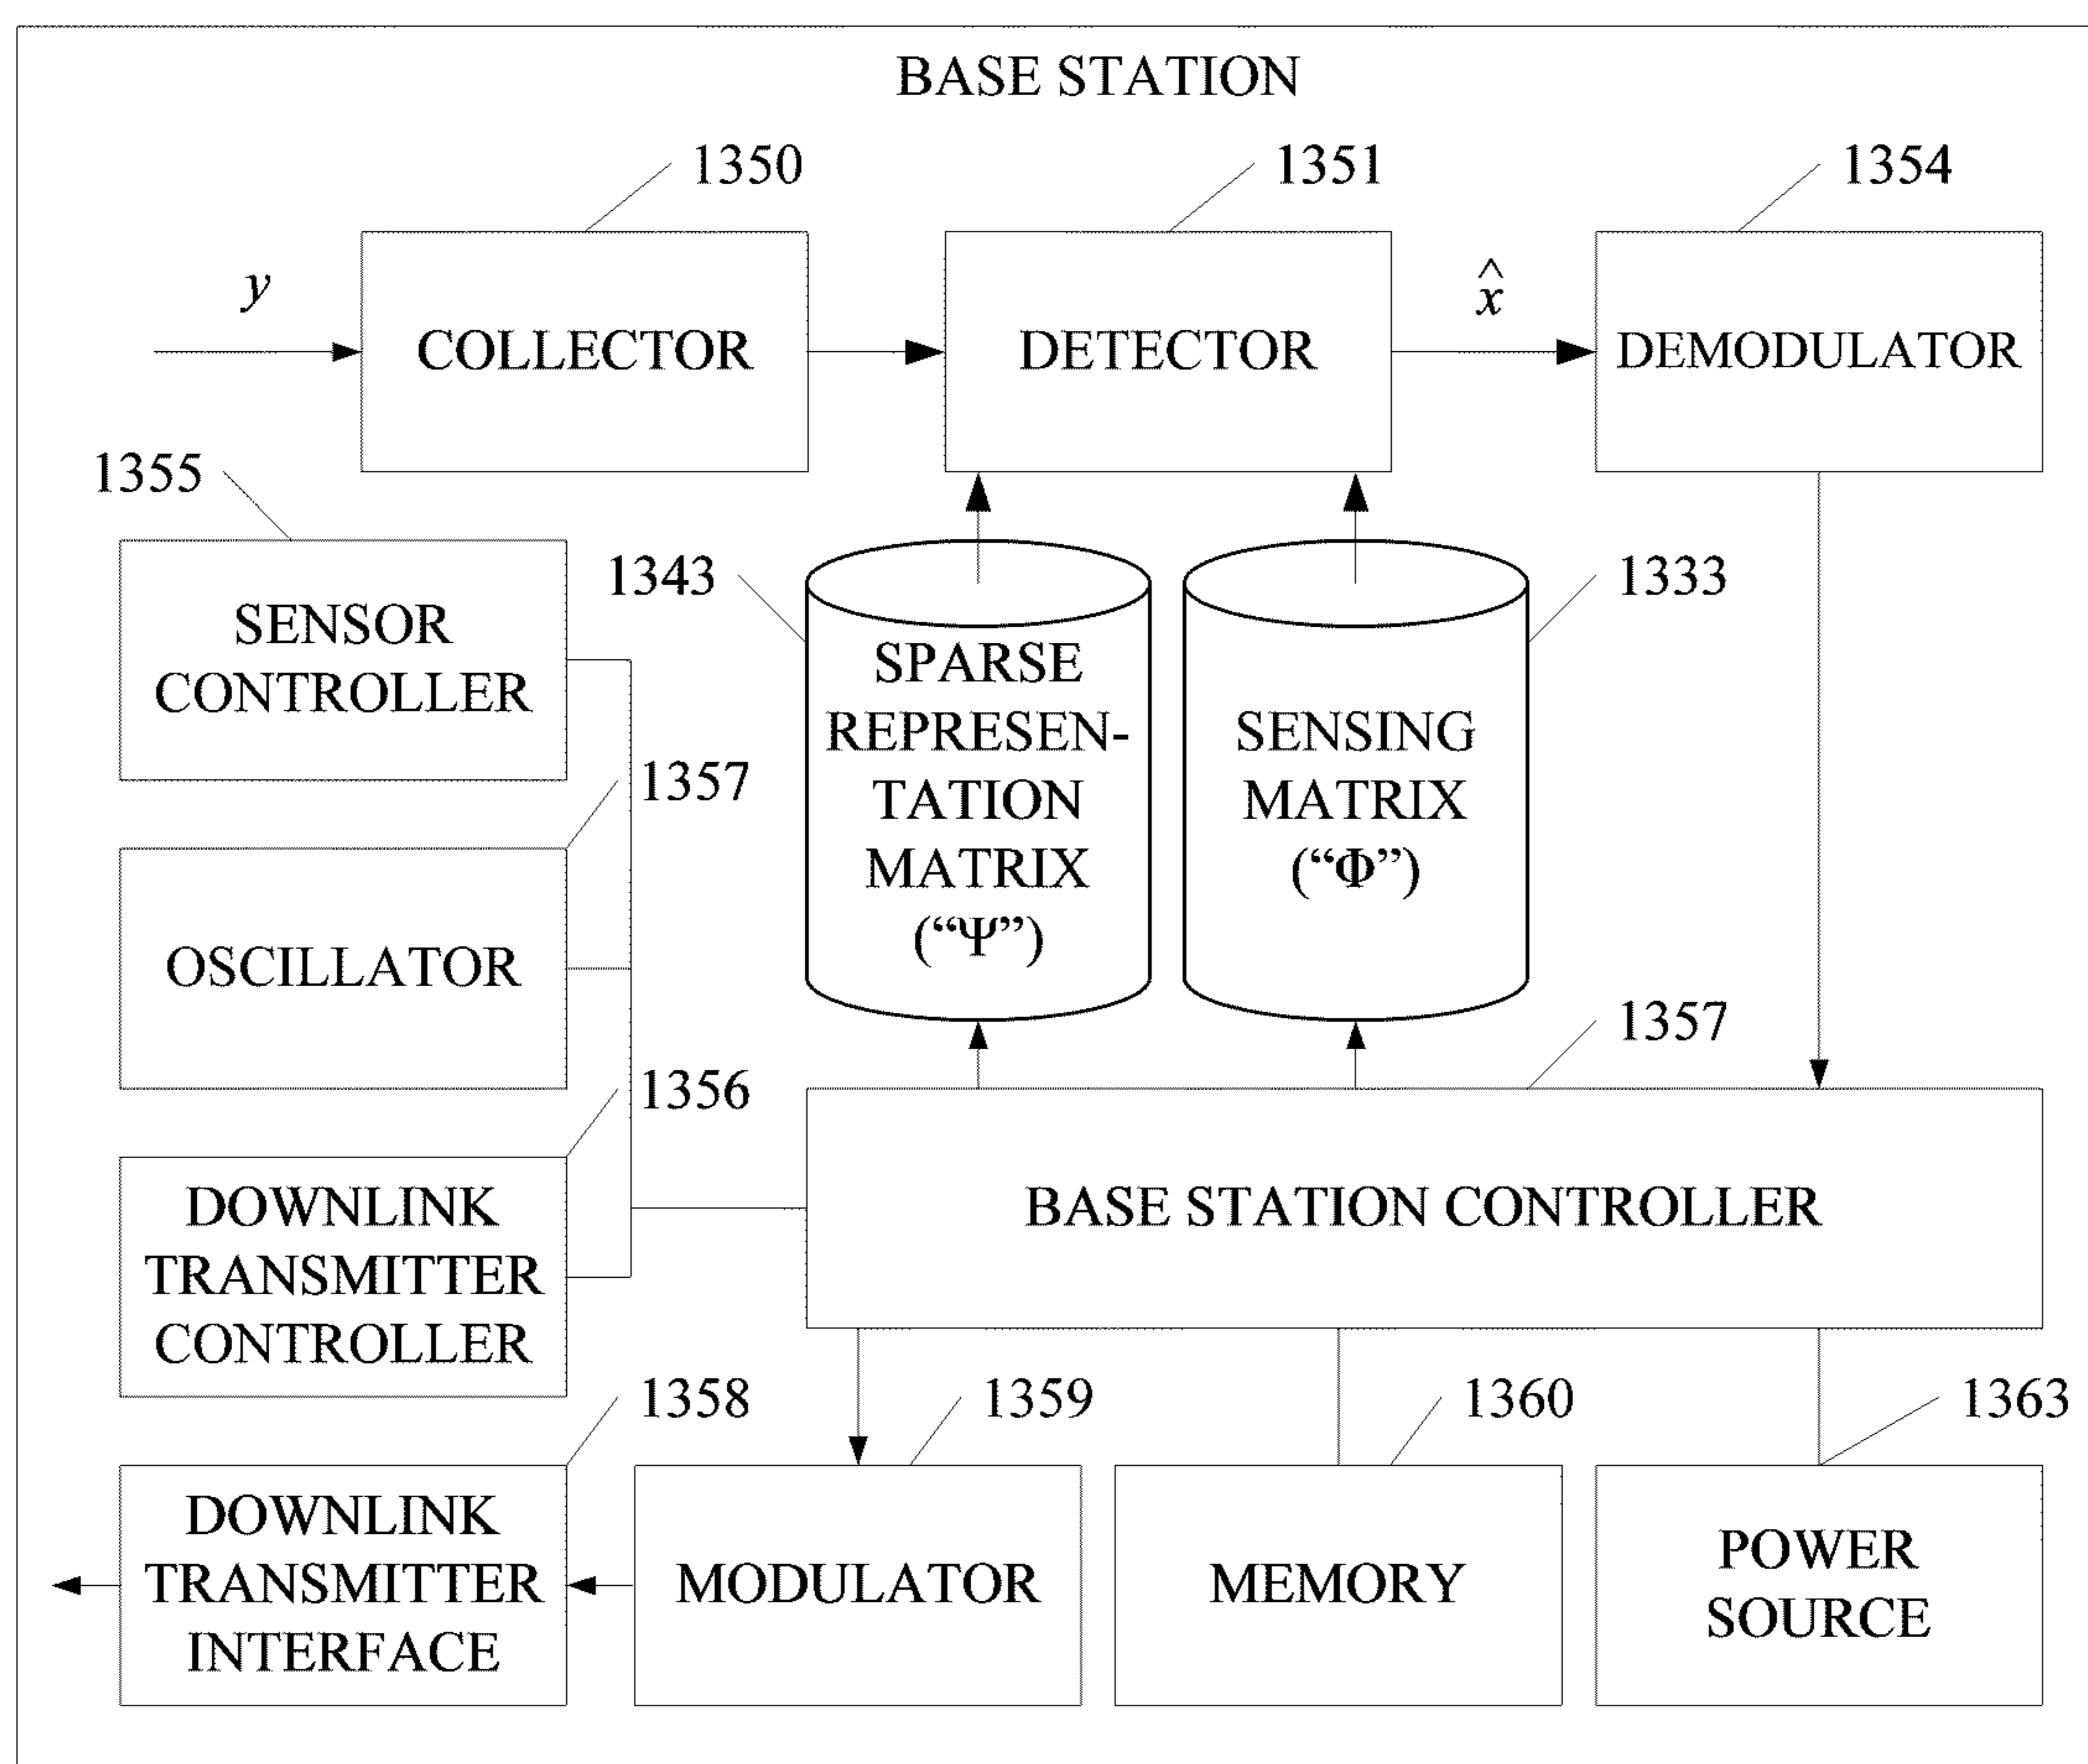 BASE STATION
1350
1351
1354
y
COLLECTOR
DETECTOR
x̂
DEMODULATOR
1355
SENSOR
CONTROLLER
1343
SPARSE
REPRESEN-
TATION
MATRIX
(“Ψ”)
1333
SENSING
MATRIX
(“Φ”)
1357
OSCILLATOR
1357
1356
DOWNLINK
TRANSMITTER
CONTROLLER
BASE STATION CONTROLLER
1358
1359
1360
1363
DOWNLINK
TRANSMITTER
INTERFACE
MODULATOR
MEMORY
POWER
SOURCE